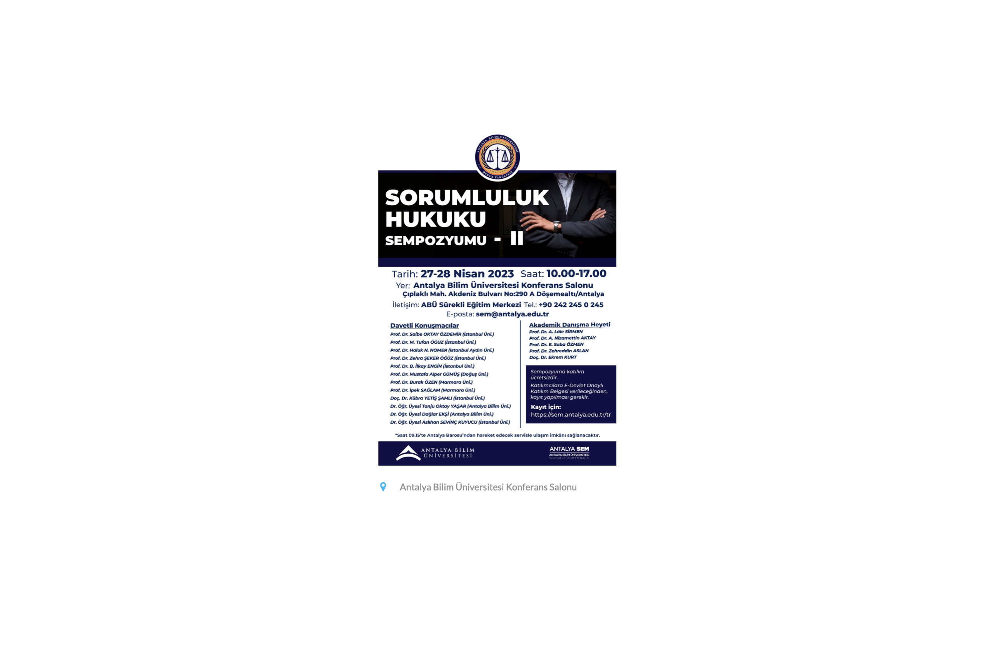 ANTALYA BİLİM ÜNİVERSİTESİ
HUKUK FAKÜLTESİ
SORUMLULUK
HUKUKU
SEMPOZYUMU - II
Tarih: 27-28 Nisan 2023 Saat: 10.00-17.00
Yer: Antalya Bilim Üniversitesi Konferans Salonu
Çıplaklı Mah. Akdeniz Bulvarı No:290 A Döşemealtı/Antalya
İletişim: ABÜ Sürekli Eğitim Merkezi Tel.: +90 242 245 0 245
E-posta: sem@antalya.edu.tr
Davetli Konuşmacılar
Prof. Dr. Saibe OKTAY ÖZDEMİR (İstanbul Üni.)
Prof. Dr. M. Tufan ÖĞÜZ (İstanbul Üni.)
Prof. Dr. Haluk N. NOMER (İstanbul Aydın Üni.)
Prof. Dr. Zehra ŞEKER ÖĞÜZ (İstanbul Üni.)
Prof. Dr. B. İlkay ENGİN (İstanbul Üni.)
Prof. Dr. Mustafa Alper GÜMÜŞ (Doğuş Üni.)
Prof. Dr. Burak ÖZEN (Marmara Üni.)
Prof. Dr. İpek SAĞLAM (Marmara Üni.)
Doç. Dr. Kübra YETİŞ ŞAMLI (İstanbul Üni.)
Dr. Öğr. Üyesi Tanju Oktay YAŞAR (Antalya Bilim Üni.)
Dr. Öğr. Üyesi Dağlar EKŞİ (Antalya Bilim Üni.)
Dr. Öğr. Üyesi Aslıhan SEVİNÇ KUYUCU (İstanbul Üni.)
Akademik Danışma Heyeti
Prof. Dr. A. Lâle SİRMEN
Prof. Dr. A. Nizamettin AKTAY
Prof. Dr. E. Saba ÖZMEN
Prof. Dr. Zehreddin ASLAN
Doç. Dr. Ekrem KURT
Sempozyuma katılım
ücretsizdir.
Katılımcılara E-Devlet Onaylı
Katılım Belgesi verileceğinden,
kayıt yapılması gerekir.
Kayıt için:
https://sem.antalya.edu.tr/tr
*Saat 09.15'te Antalya Barosu'ndan hareket edecek servisle ulaşım imkânı sağlanacaktır.
ANTALYA BİLİM
ÜNİVERSİTESİ
ANTALYA SEM
ANTALYA BİLİM ÜNİVERSİTESİ
SÜREKLİ EĞİTİM MERKEZİ
Antalya Bilim Üniversitesi Konferans Salonu